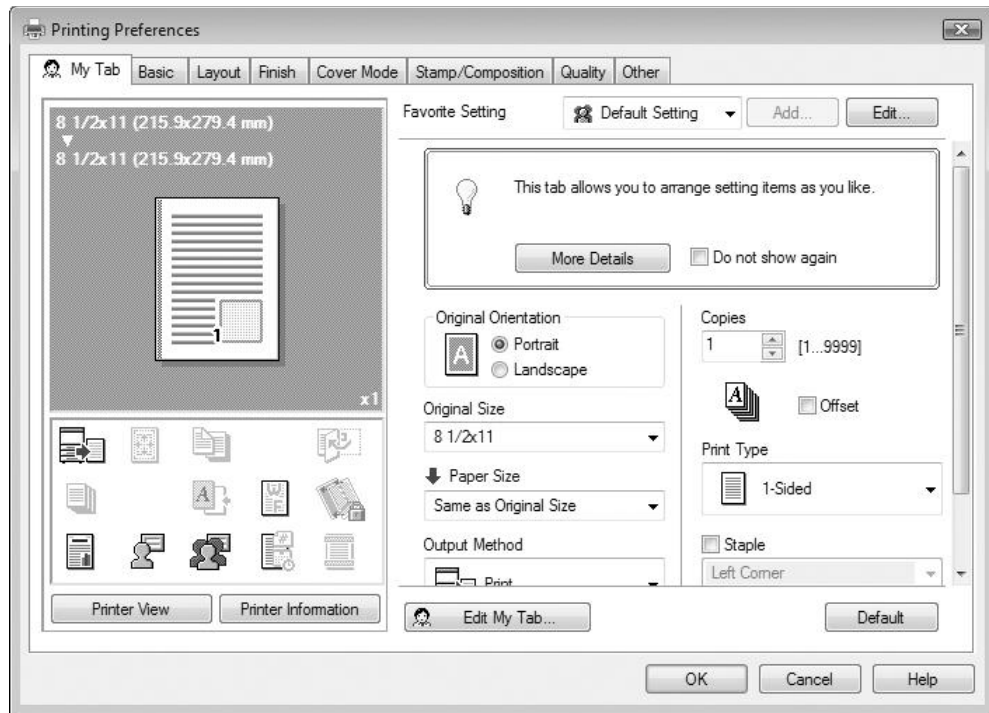 Printing Preferences
My Tab Basic Layout Finish Cover Mode Stamp/Composition Quality Other
8 1/2x11 (215.9x279.4 mm)
8 1/2x11 (215.9x279.4 mm)
1
x1
Printer View Printer Information
Favorite Setting Default Setting Add... Edit...
This tab allows you to arrange setting items as you like.
More Details Do not show again
Original Orientation
A
Portrait
Landscape
Original Size
8 1/2x11
Paper Size
Same as Original Size
Output Method
Print
Copies
1 [1...9999]
A Offset
Print Type
1-Sided
Staple
Left Corner
Edit My Tab... Default
OK Cancel Help